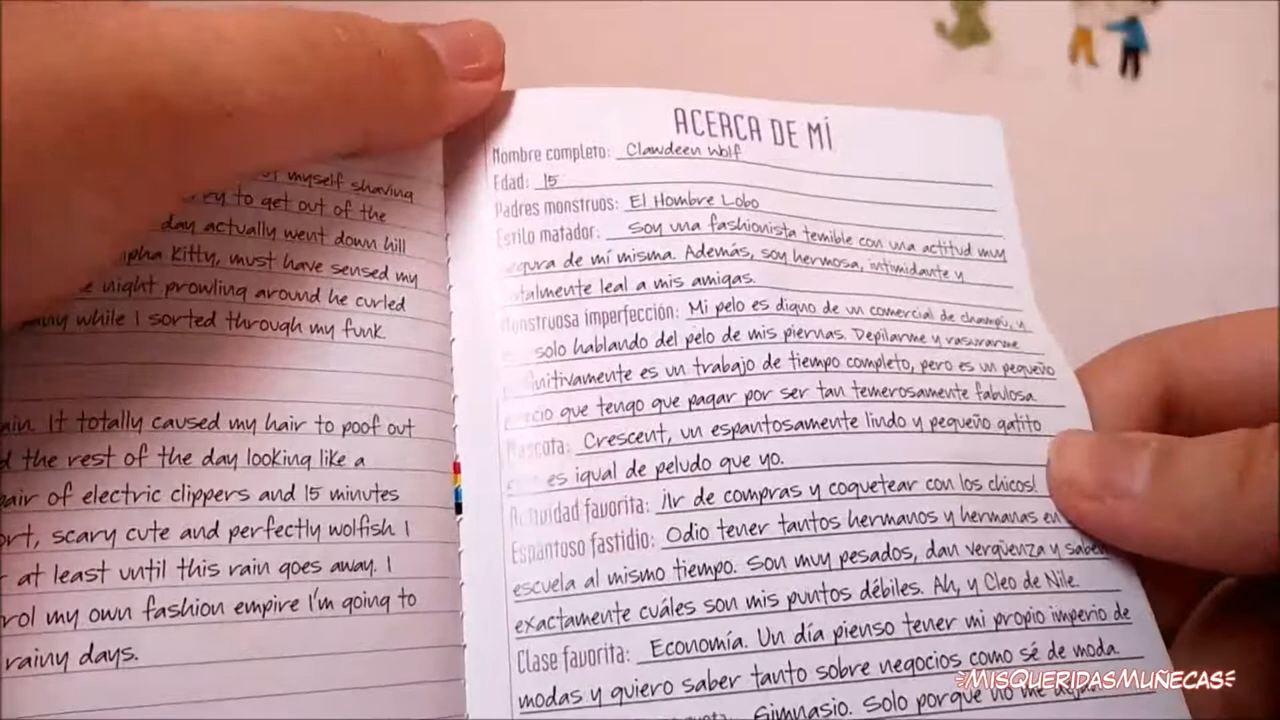 myself shaving
to get out of the
day actually went down hill
Kitty, must have sensed my
night prowling around he curled
while I sorted through my funk.
It totally caused my hair to poof out
the rest of the day looking like a
pair of electric clippers and 15 minutes
scary cute and perfectly wolfish I
at least until this rain goes away. I
my own fashion empire I'm going to
rainy days.
ACERCA DE MÍ
Nombre completo: Clawdeen Wolf
Edad: 15
Padres monstruos: El Hombre Lobo
Estilo matador: Soy una fashionista temible con una actitud muy
de mí misma. Además, soy hermosa, intimidante y
leal a mis amigas.
Monstruosa imperfección: Mi pelo es digno de un comercial de champú, y
solo hablando del pelo de mis piernas. Depilarme y rasurarme
es un trabajo de tiempo completo, pero es un pequeño
que tengo que pagar por ser tan temerosamente fabulosa.
Mascota: Crescent, un espantosamente lindo y pequeño gatito
es igual de peludo que yo.
Actividad favorita: ¡Ir de compras y coquetear con los chicos!
Espantoso fastidio: Odio tener tantos hermanos y hermanas en
escuela al mismo tiempo. Son muy pesados, dan vergüenza y saben
exactamente cuáles son mis puntos débiles. Ah, y Cleo de Nile.
Clase favorita: Economía. Un día pienso tener mi propio imperio de
modas y quiero saber tanto sobre negocios como sé de moda.
Gimnasio. Solo porque no me dejan
MISQUERIDASMUÑECAS